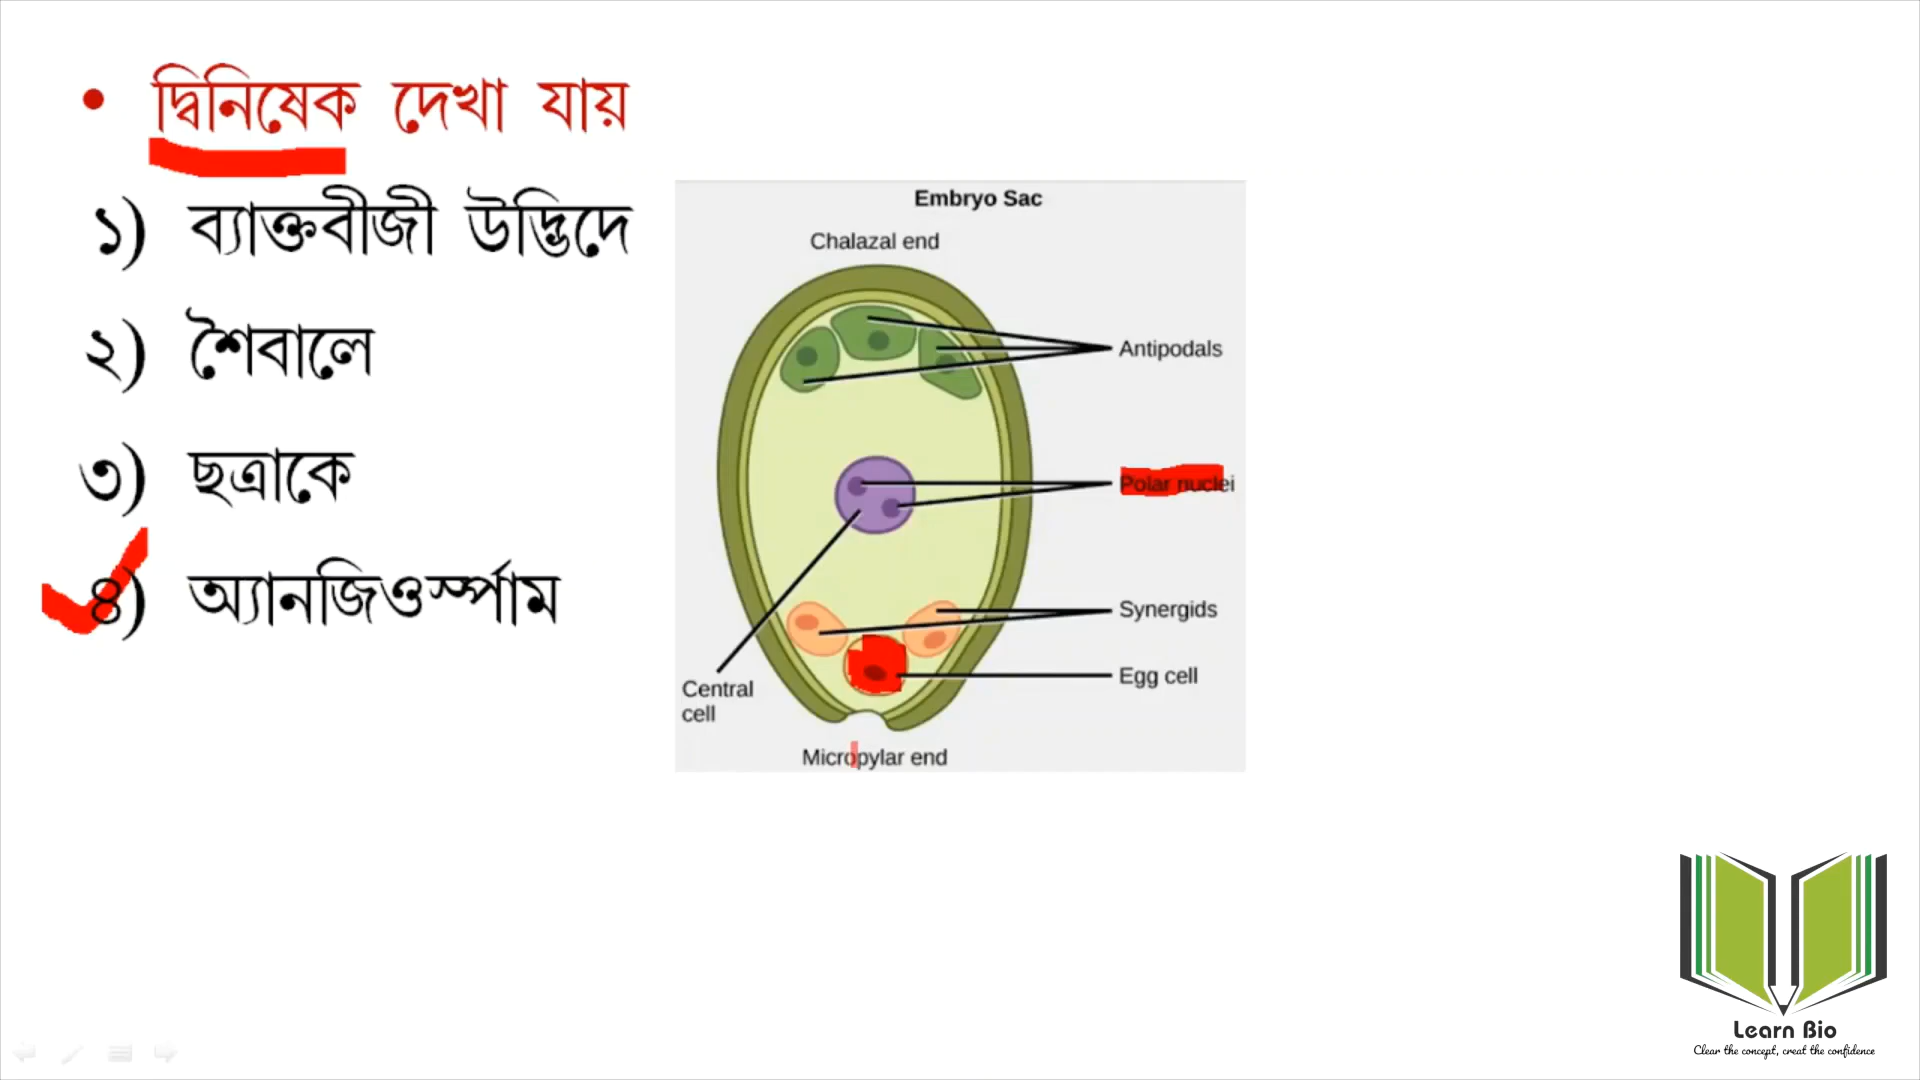 • দ্বিনিষেক দেখা যায়
১) ব্যাক্তবীজী উদ্ভিদে
২) শৈবালে
৩) ছত্রাকে
৪) অ্যানজিওর্স্পাম
Embryo Sac
Chalazal end
Antipodals
Polar nuclei
Synergids
Egg cell
Central
cell
Micropylar end
Learn Bio
Clear the concept, creat the confidence